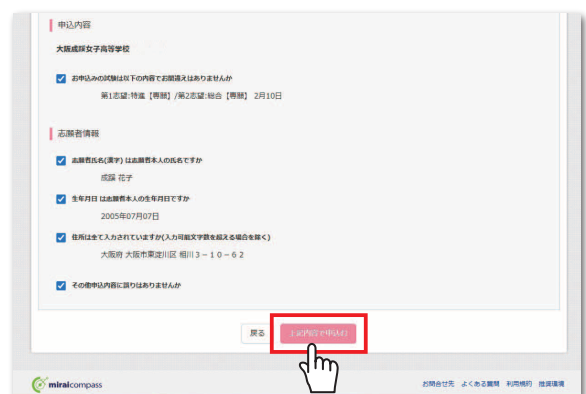 申込内容
大阪成蹊女子高等学校
お申込みの試験は以下の内容でお間違えはありませんか
第1志望:特進【専願】/第2志望:総合【専願】 2月10日
志願者情報
志願者氏名(漢字) は志願者本人の氏名ですか
成蹊 花子
生年月日 は志願者本人の生年月日ですか
2005年07月07日
住所は全て入力されていますか(入力可能文字数を超える場合を除く)
大阪府 大阪市東淀川区 相川3-10-62
その他申込内容に誤りはありませんか
戻る 上記内容で申込む
miraicompass お問合せ先 よくある質問 利用規約 推奨環境